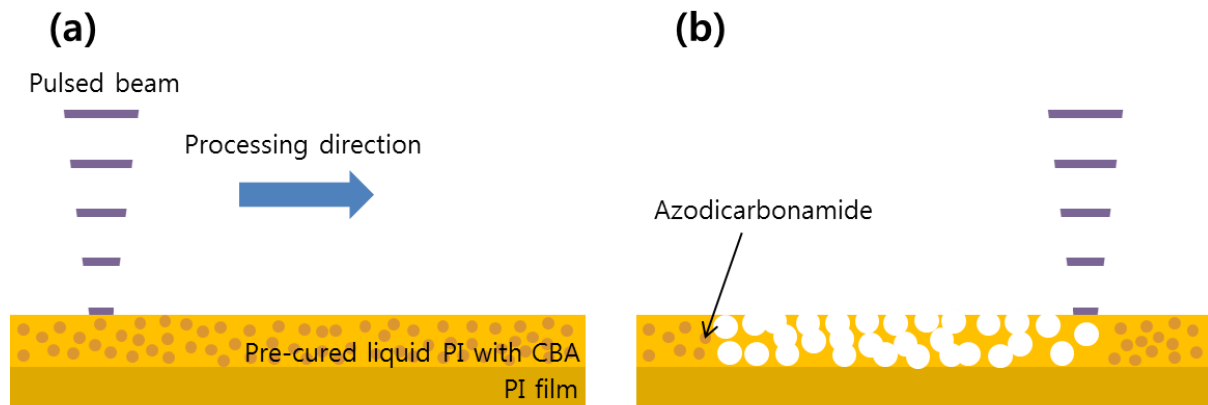 (a)
Pulsed beam
Processing direction
Pre-cured liquid PI with CBA
PI film
(b)
Azodicarbonamide